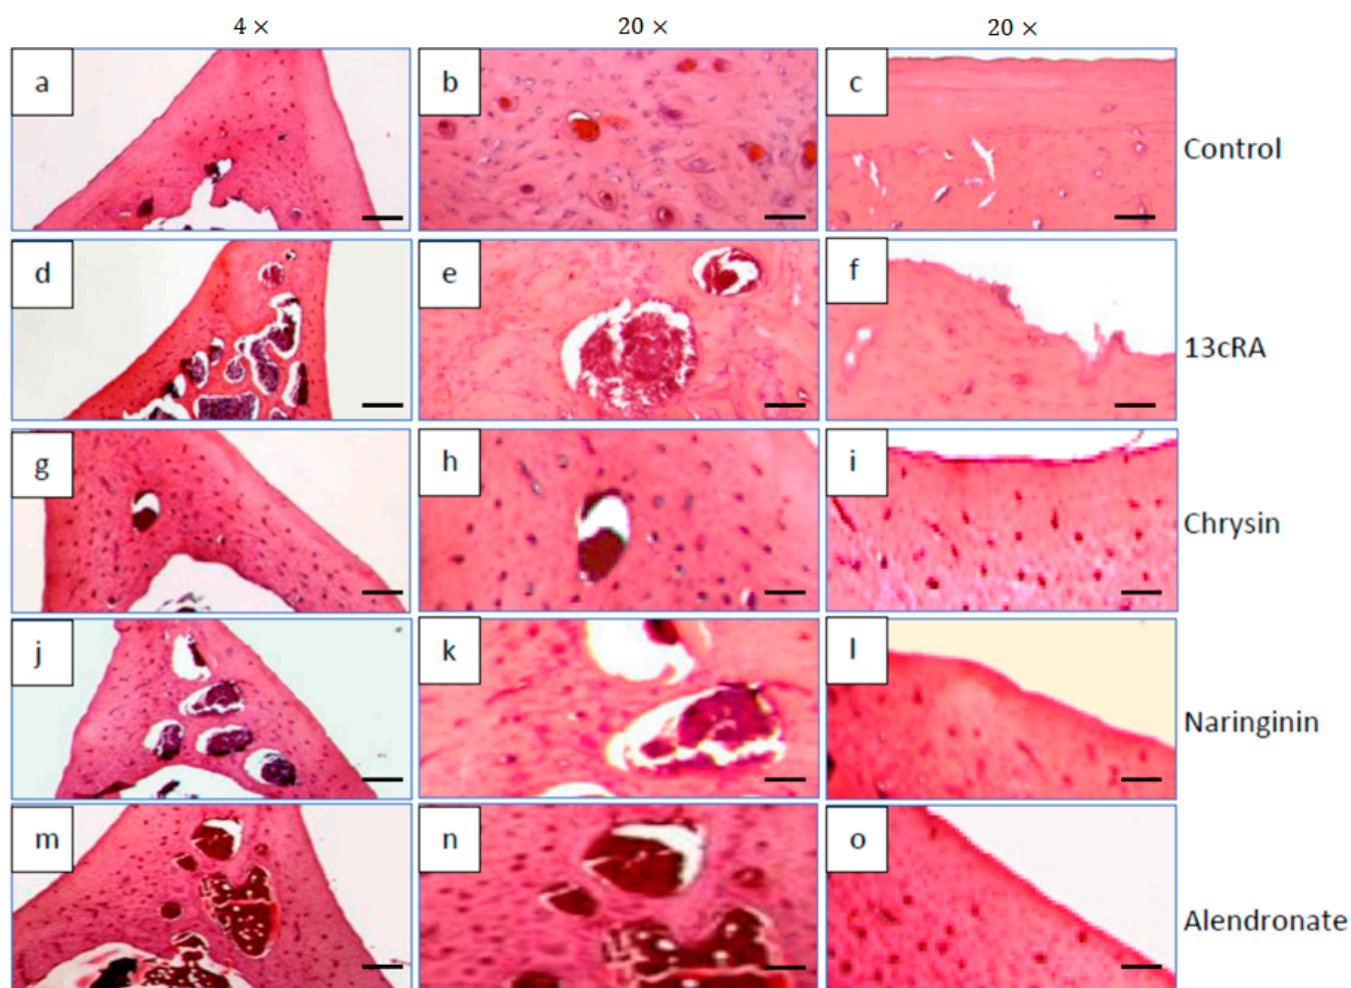 4 × 20 × 20 ×
a b c Control
d e f 13cRA
g h i Chrysin
j k l Naringinin
m n o Alendronate